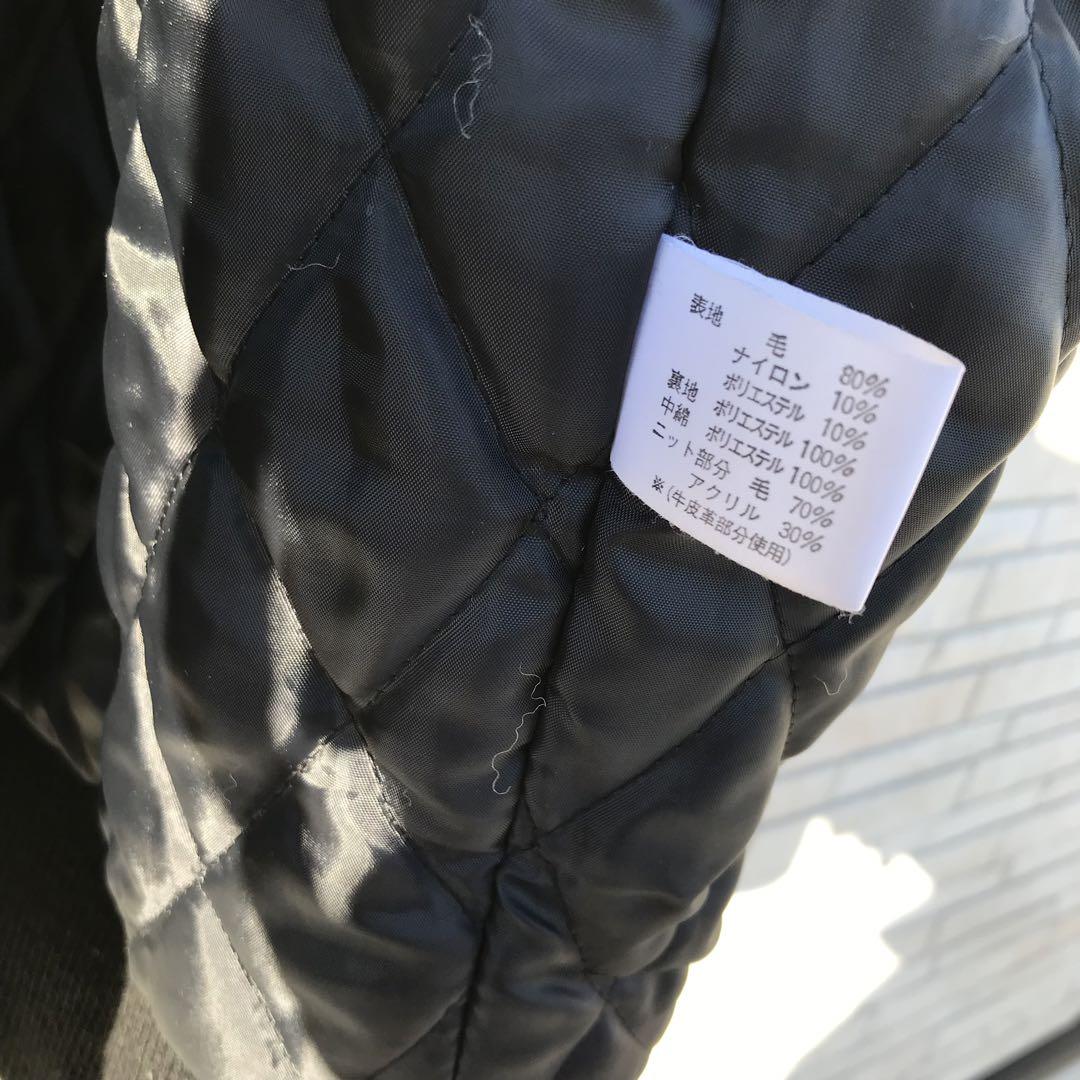 表地
毛 80%
ナイロン 10%
ポリエステル 10%
裏地 ポリエステル 100%
中綿 ポリエステル 100%
ニット部分 毛 70%
アクリル 30%
※(牛皮革部分使用)